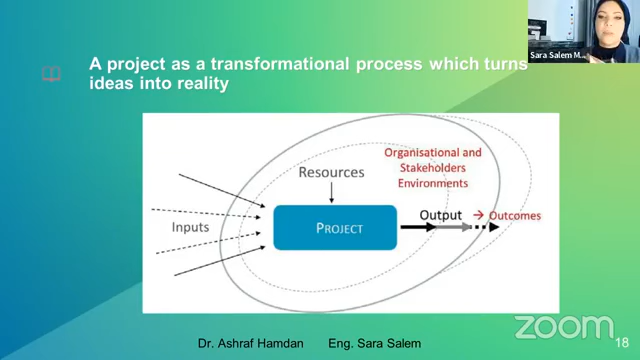 A project as a transformational process which turns
ideas into reality
Sara Salem M...
Organisational and
Stakeholders
Environments
Resources
PROJECT
Output → Outcomes
Inputs
zoom
Dr. Ashraf Hamdan Eng. Sara Salem
18